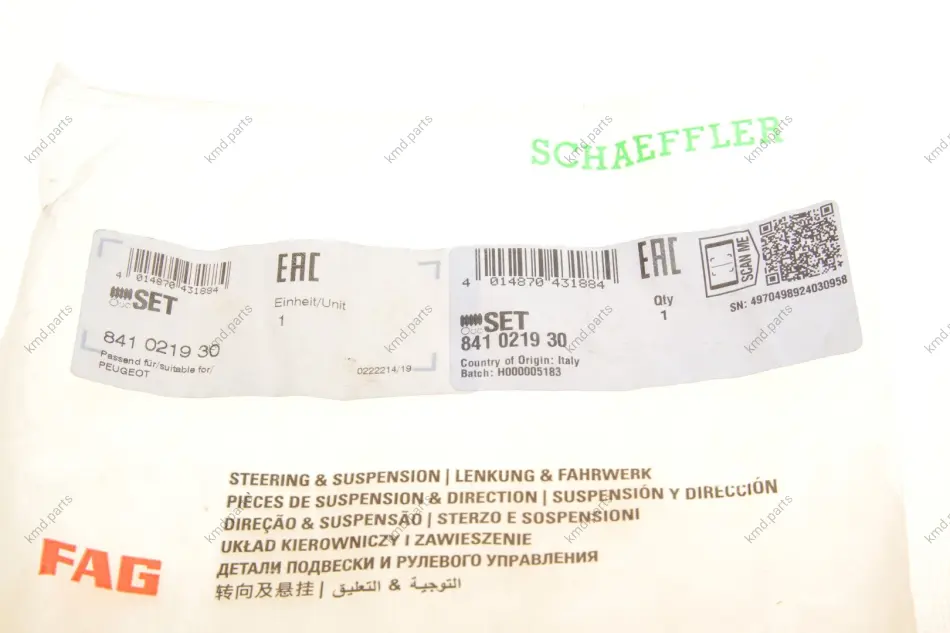 SCHAEFFLER
4 014870 431884
EAC
SET
Einheit/Unit
1
841 0219 30
Passend für/suitable for/
PEUGEOT
0222214/19
4 014870 431884
EAC
SCAN ME
SN: 4970498924030958
Qty
1
SET
841 0219 30
Country of Origin: Italy
Batch: H000005183
STEERING & SUSPENSION | LENKUNG & FAHRWERK
PIÈCES DE SUSPENSION & DIRECTION | SUSPENSIÓN Y DIRECCIÓN
DIREÇÃO & SUSPENSÃO | STERZO E SOSPENSIONI
UKŁAD KIEROWNICZY I ZAWIESZENIE
ДЕТАЛИ ПОДВЕСКИ И РУЛЕВОГО УПРАВЛЕНИЯ
转向及悬挂 | التوجية & التعليق
FAG
kmd.parts